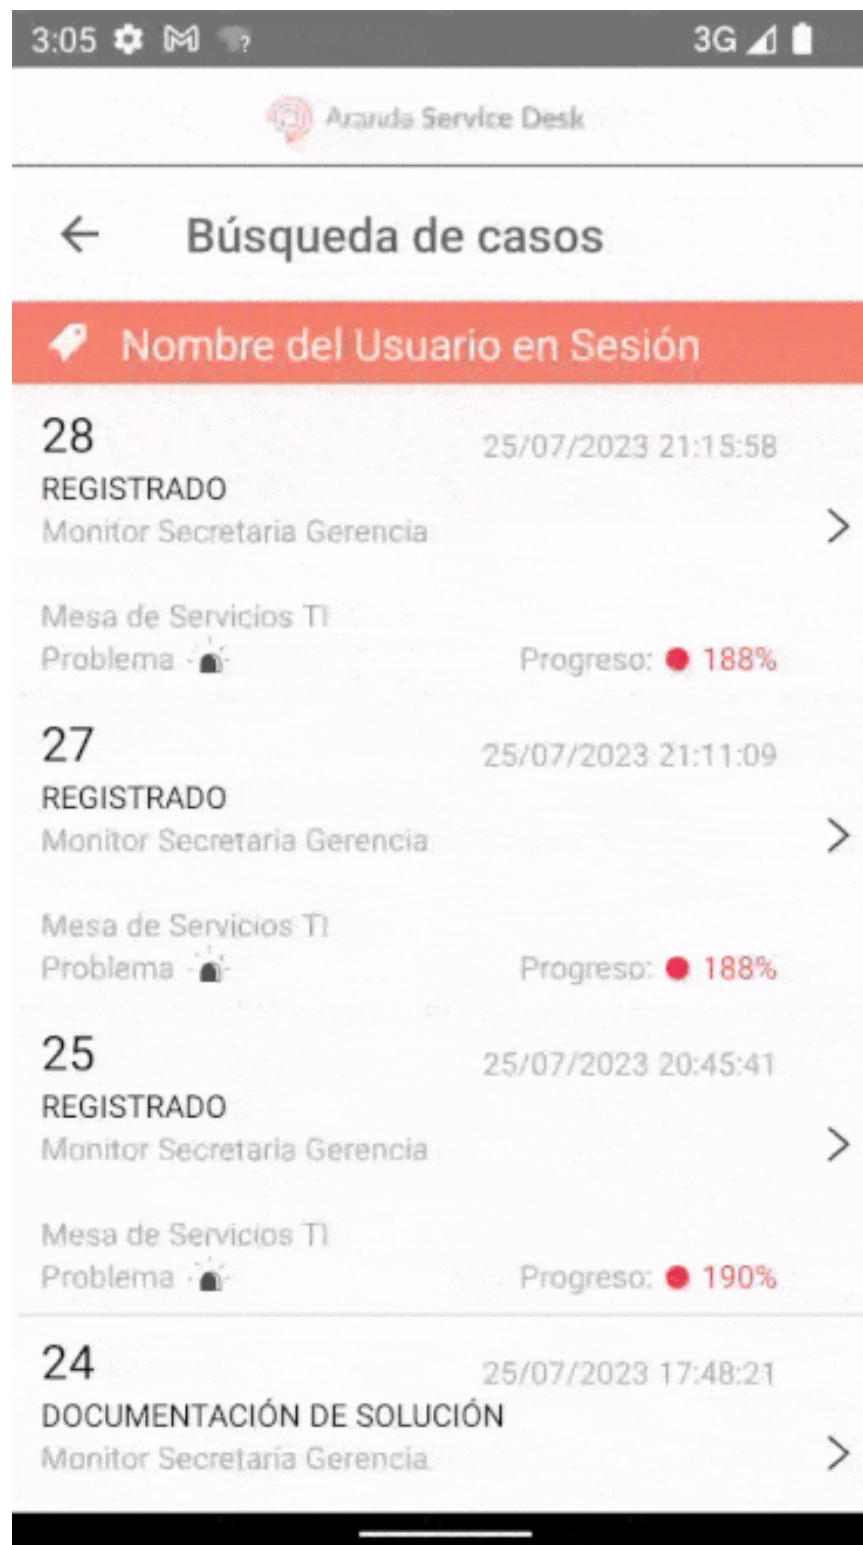 3:05 ? 3G
Aranda Service Desk
Búsqueda de casos
Nombre del Usuario en Sesión
28 25/07/2023 21:15:58
REGISTRADO
Monitor Secretaria Gerencia
Mesa de Servicios TI
Problema Progreso: 188%
27 25/07/2023 21:11:09
REGISTRADO
Monitor Secretaria Gerencia
Mesa de Servicios TI
Problema Progreso: 188%
25 25/07/2023 20:45:41
REGISTRADO
Monitor Secretaria Gerencia
Mesa de Servicios TI
Problema Progreso: 190%
24 25/07/2023 17:48:21
DOCUMENTACIÓN DE SOLUCIÓN
Monitor Secretaria Gerencia